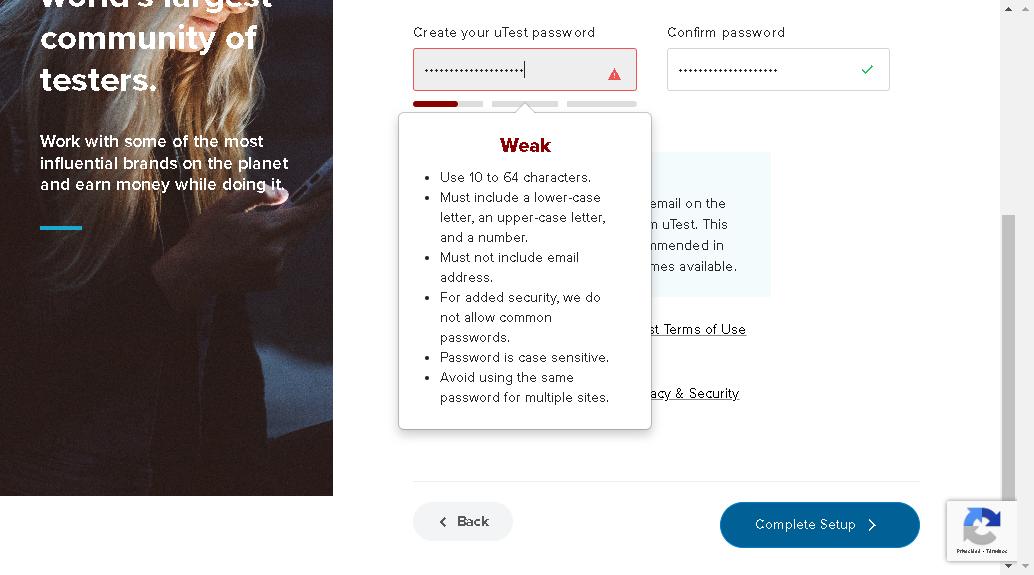 world's largest
community of
testers.
Work with some of the most
influential brands on the planet
and earn money while doing it.
Create your uTest password
Confirm password
••••••••••••••••••••
••••••••••••••••••••
Weak
• Use 10 to 64 characters.
• Must include a lower-case
letter, an upper-case letter,
and a number.
• Must not include email
address.
• For added security, we do
not allow common
passwords.
• Password is case sensitive.
• Avoid using the same
password for multiple sites.
email on the
m uTest. This
mmended in
mes available.
st Terms of Use
acy & Security
Back
Complete Setup
Privacidad - Términos